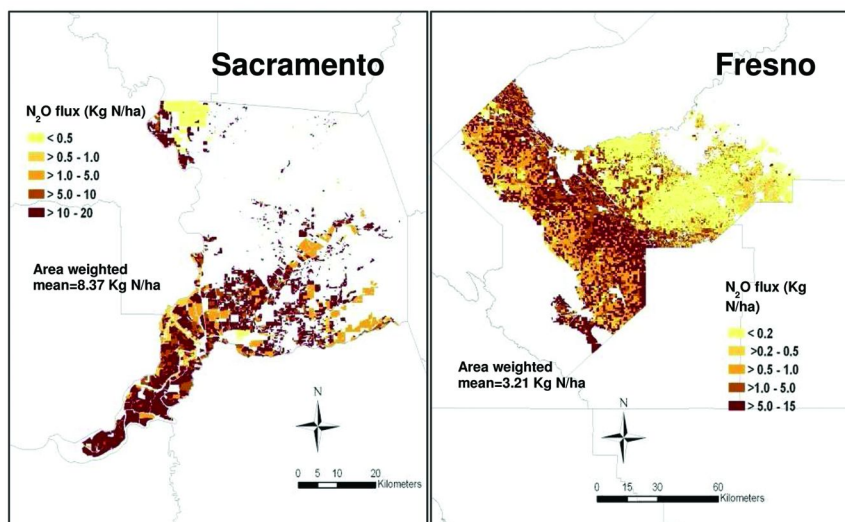 Sacramento
N₂O flux (Kg N/ha)
< 0.5
> 0.5 - 1.0
> 1.0 - 5.0
> 5.0 - 10
> 10 - 20
Area weighted
mean=8.37 Kg N/ha
N
0 5 10 20
Kilometers
Fresno
N₂O flux (Kg
N/ha)
< 0.2
>0.2 - 0.5
> 0.5 - 1.0
>1.0 - 5.0
> 5.0 - 15
Area weighted
mean=3.21 Kg N/ha
N
0 15 30 60
Kilometers